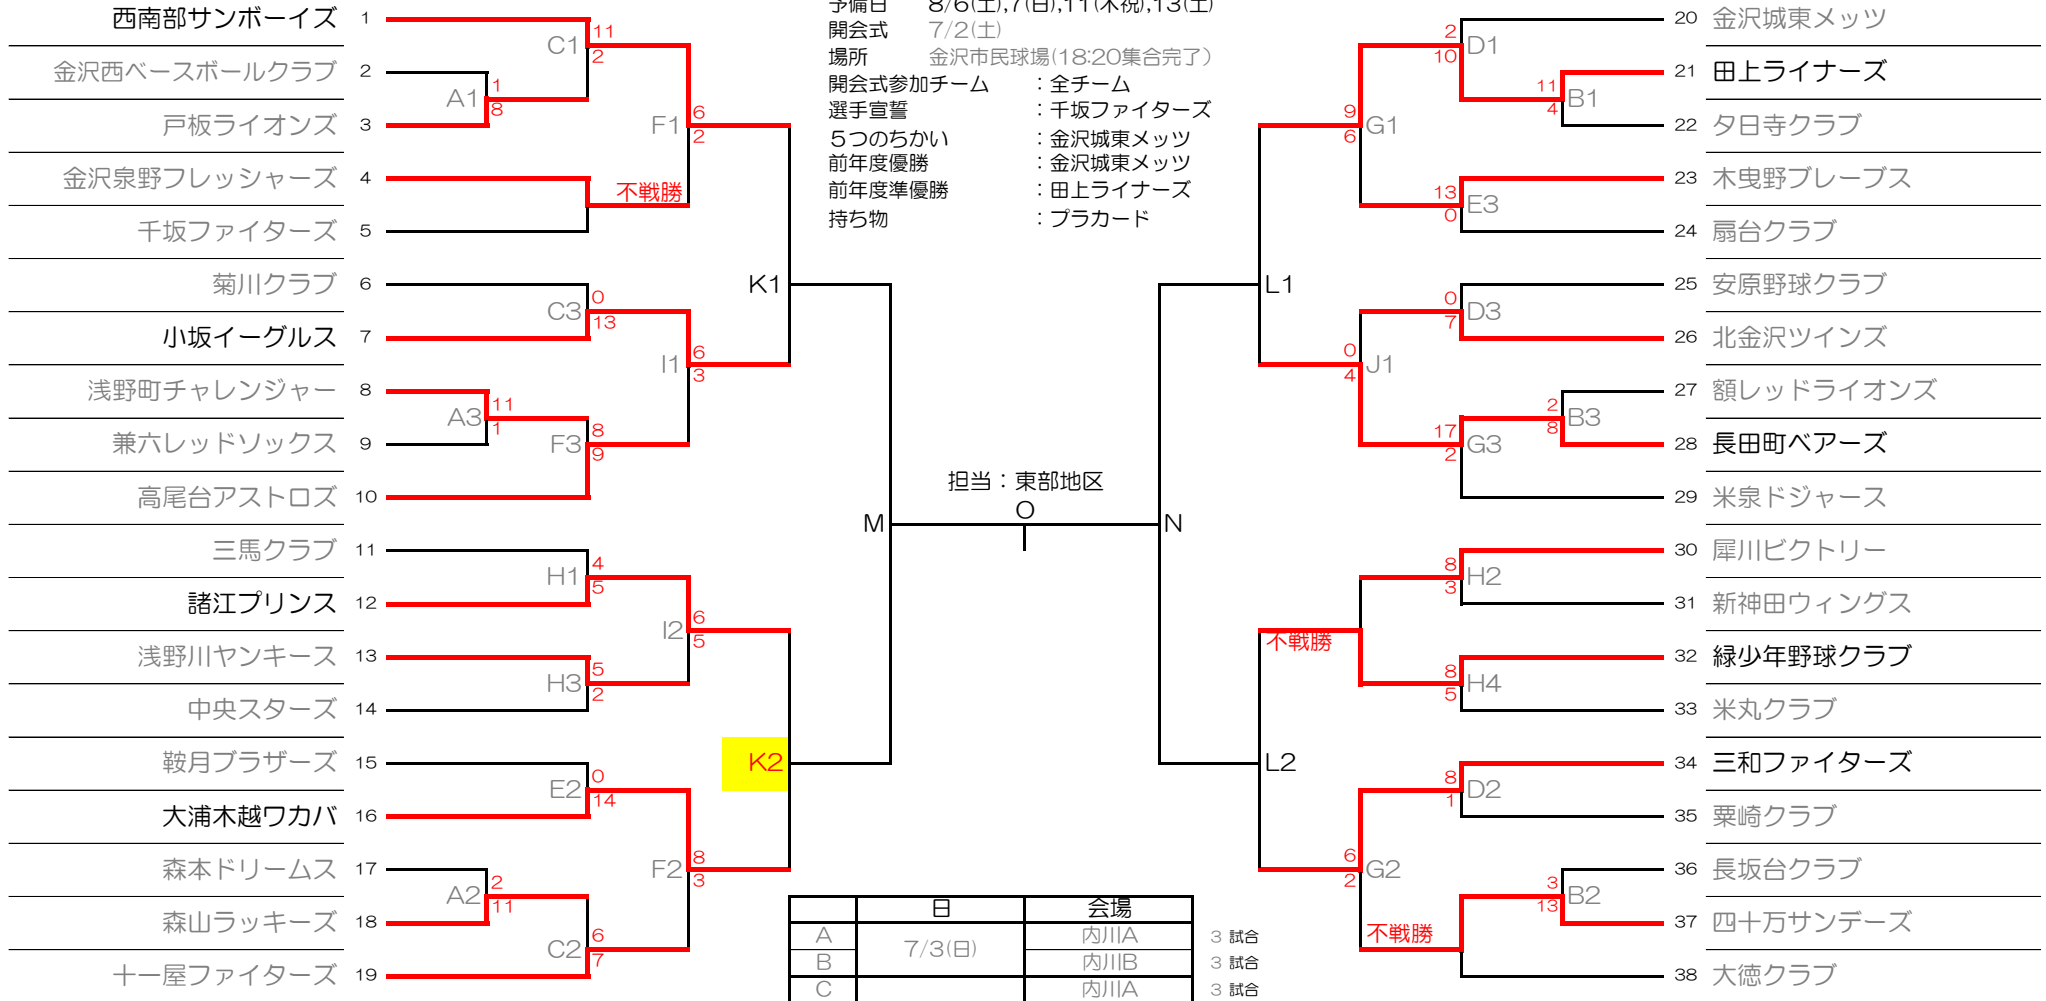 予備日 8/6(土),7(日),11(木祝),13(土)
開会式 7/2(土)
場所 金沢市民球場(18:20集合完了)
開会式参加チーム ：全チーム
選手宣誓 ：千坂ファイターズ
5つのちかい ：金沢城東メッツ
前年度優勝 ：金沢城東メッツ
前年度準優勝 ：田上ライナーズ
持ち物 ：プラカード
西南部サンボーイズ 1
金沢西ベースボールクラブ 2
戸板ライオンズ 3
金沢泉野フレッシャーズ 4
千坂ファイターズ 5
菊川クラブ 6
小坂イーグルス 7
浅野町チャレンジャー 8
兼六レッドソックス 9
高尾台アストロズ 10
三馬クラブ 11
諸江プリンス 12
浅野川ヤンキース 13
中央スターズ 14
鞍月ブラザーズ 15
大浦木越ワカバ 16
森本ドリームス 17
森山ラッキーズ 18
十一屋ファイターズ 19
C1 11 2
A1 1 8
F1 6 2
不戦勝
K1
C3 0 13
I1 6 3
A3 11 1
F3 8 9
M
H1 4 5
I2 6 5
H3 5 2
K2
E2 0 14
F2 8 3
A2 2 11
C2 6 7
担当：東部地区
O
20 金沢城東メッツ
21 田上ライナーズ
22 夕日寺クラブ
23 木曳野ブレーブス
24 扇台クラブ
25 安原野球クラブ
26 北金沢ツインズ
27 額レッドライオンズ
28 長田町ベアーズ
29 米泉ドジャース
30 犀川ビクトリー
31 新神田ウィングス
32 緑少年野球クラブ
33 米丸クラブ
34 三和ファイターズ
35 粟崎クラブ
36 長坂台クラブ
37 四十万サンデーズ
38 大徳クラブ
2 10 D1
11 4 B1
9 6 G1
13 0 E3
L1
0 7 D3
0 4 J1
2 8 B3
17 2 G3
N
8 3 H2
不戦勝
8 5 H4
L2
8 1 D2
6 2 G2
3 13 B2
不戦勝
日 会場
A 7/3(日) 内川A 3 試合
B 内川B 3 試合
C 内川A 3 試合